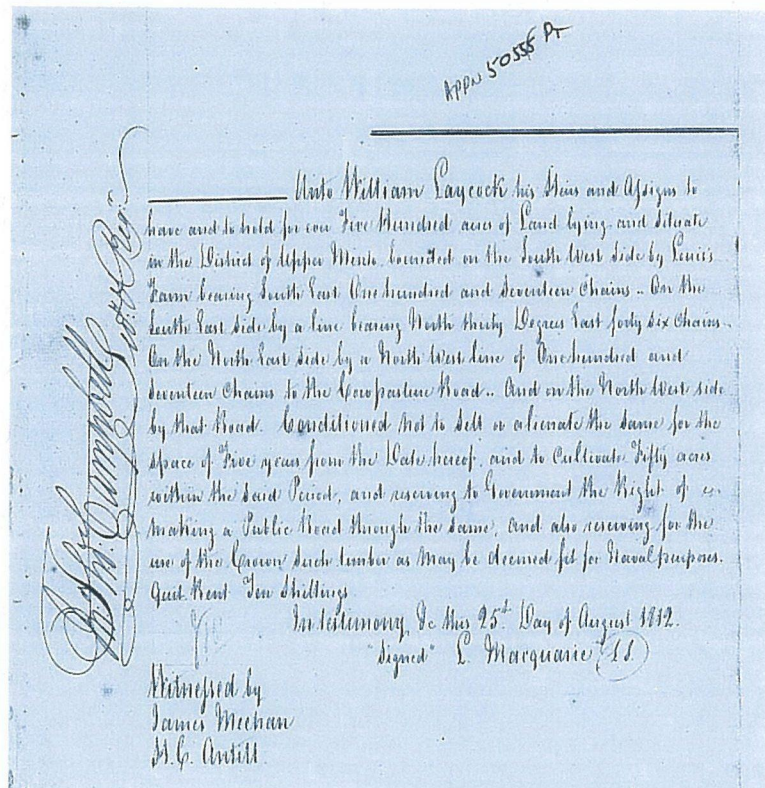 APPN 50556 Pt
Unto William Laycock his Heirs and Assigns to
have and to hold for ever Five Hundred acres of Land lying and situate
in the District of Upper Minto. bounded on the South West side by Lewis's
Farm bearing South East One hundred and Seventeen Chains.. On the
South East side by a line bearing North thirty Degrees East forty six chains..
On the North East side by a North West line of One hundred and
Seventeen Chains to the Cowpasture Road.. And on the North West side
by that Road. Conditioned not to Sell or alienate the same for the
space of Five years from the Date hereof, and to Cultivate Fifty acres
within the said Period, and reserving to Government the Right of
making a Public Road through the same, and also reserving for the
use of the Crown Such timber as may be deemed fit for Naval purposes.
Quit Rent Ten Shillings
In testimony &c this 25th Day of August 1812.
"Signed" L. Macquarie LS.
Witnessed by
James Meehan
H. C. Antill.
Jno. Campbell